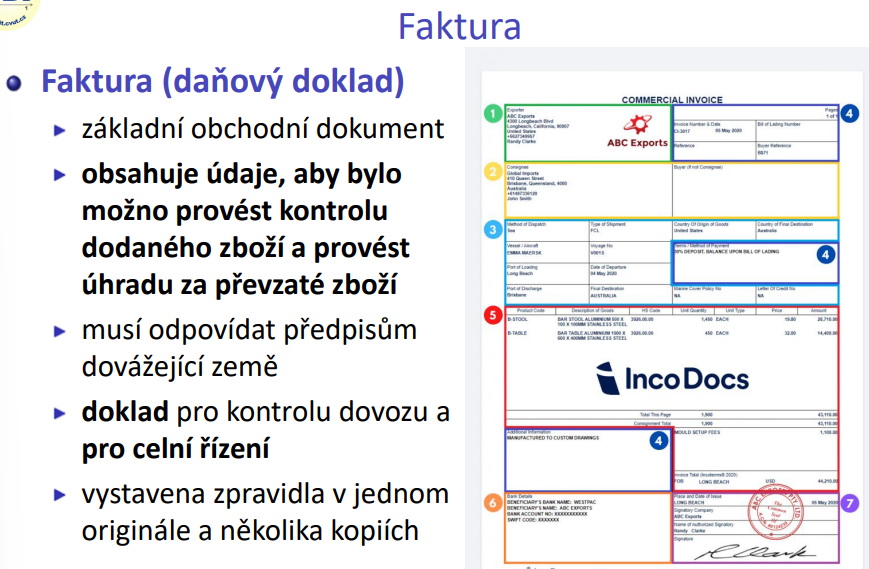 it.cvut.cz
Faktura
Faktura (daňový doklad)
základní obchodní dokument
obsahuje údaje, aby bylo
možno provést kontrolu
dodaného zboží a provést
úhradu za převzaté zboží
musí odpovídat předpisům
dovážející země
doklad pro kontrolu dovozu a
pro celní řízení
vystavena zpravidla v jednom
originále a několika kopiích
COMMERCIAL INVOICE
1
Exporter
ABC Exports
4300 Longbeach Blvd
Longbeach, California, 90807
United States
Randy Clarke
ABC Exports
Pages
1 of 1
4
Invoice Number & Date
Bill of Lading Number
CI-3017 05 May 2020
Reference
Buyer Reference
B871
2
Consignee
Global Imports
410 Queen Street
Brisbane, Queensland, 4000
Australia
John Smith
Buyer (if not Consignee)
3
Method of Dispatch
Type of Shipment
Country Of Origin of Goods
Country of Final Destination
Sea
FCL
United States
Australia
Vessel / Aircraft
Voyage No
Terms / Method of Payment
EMMA MAERSK
30% DEPOSIT, BALANCE UPON BILL OF LADING
4
Port of Loading
Date of Departure
Long Beach
04 May 2020
Port of Discharge
Final Destination
Marine Cover Policy No
Letter Of Credit No
Brisbane
AUSTRALIA
NA
NA
5
Product Code Description of Goods HS Code Unit Quantity Unit Type Price Amount
B-STOOL BAR STOOL ALUMINIUM 500 X 3926.00.00 1,450 EACH 19.80 28,710.00
100 X 100MM STAINLESS STEEL
B-TABLE BAR TABLE ALUMINIUM 1000 X 3926.00.00 450 EACH 32.00 14,400.00
600 X 400MM STAINLESS STEEL
IncoDocs
Total This Page 1,900 43,110.00
Consignment Total 1,900 43,110.00
Additional Information
MANUFACTURED TO CUSTOM DRAWINGS
4
MOULD SETUP FEES 1,100.00
Invoice Total (Incoterms® 2020)
FOB LONG BEACH USD 44,210.00
6
Bank Details
BENEFICIARY'S BANK NAME: WESTPAC
BENEFICIARY'S NAME: ABC EXPORTS
BANK ACCOUNT NO: XXXXXXXXXXX
SWIFT CODE: XXXXXXX
Place and Date of Issue
LONG BEACH 05 May 2020
7
Signatory Company
ABC Exports
Name of Authorized Signatory
Randy Clarke
Signature